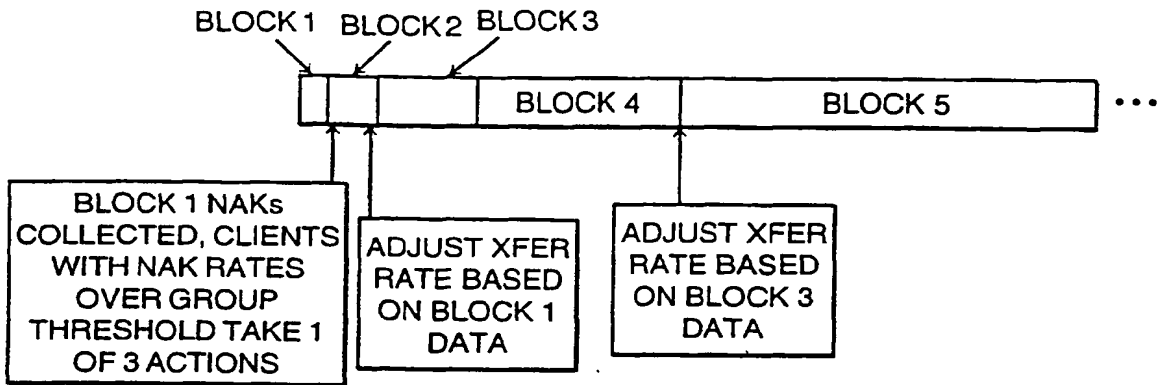 BLOCK 1
BLOCK 2
BLOCK 3
BLOCK 4
BLOCK 5
BLOCK 1 NAKs
COLLECTED, CLIENTS
WITH NAK RATES
OVER GROUP
THRESHOLD TAKE 1
OF 3 ACTIONS
ADJUST XFER
RATE BASED
ON BLOCK 1
DATA
ADJUST XFER
RATE BASED
ON BLOCK 3
DATA